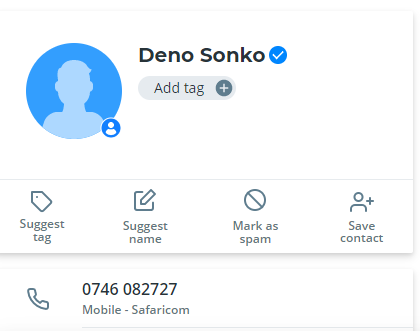 Deno Sonko
Add tag
Suggest
tag
Suggest
name
Mark as
spam
Save
contact
0746 082727
Mobile - Safaricom